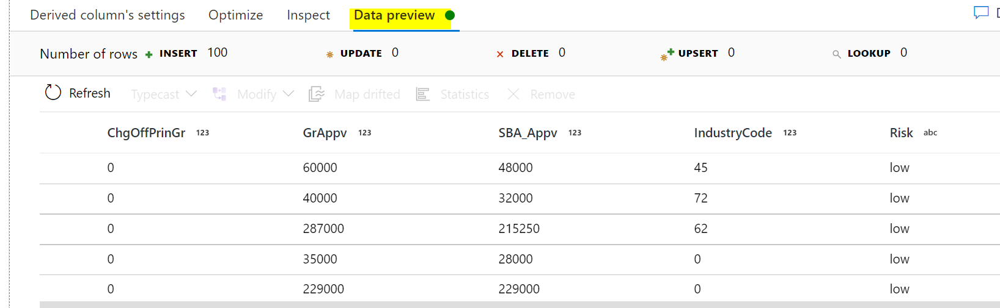 Derived column's settings Optimize Inspect Data preview
Number of rows INSERT 100 UPDATE 0 DELETE 0 UPSERT 0 LOOKUP 0
Refresh Typecast Modify Map drifted Statistics Remove
ChgOffPrinGr 123 GrAppv 123 SBA_Appv 123 IndustryCode 123 Risk abc
0 60000 48000 45 low
0 40000 32000 72 low
0 287000 215250 62 low
0 35000 28000 0 low
0 229000 229000 0 low